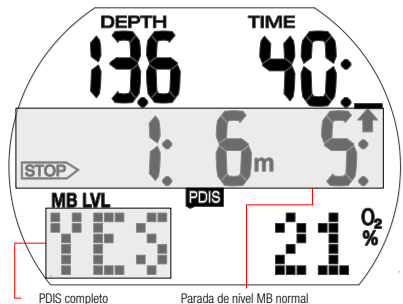 DEPTH TIME
13.6 40:
STOP 1: 6m 5:
MB LVL PDIS
YES 21 O₂ %
PDIS completo Parada de nível MB normal